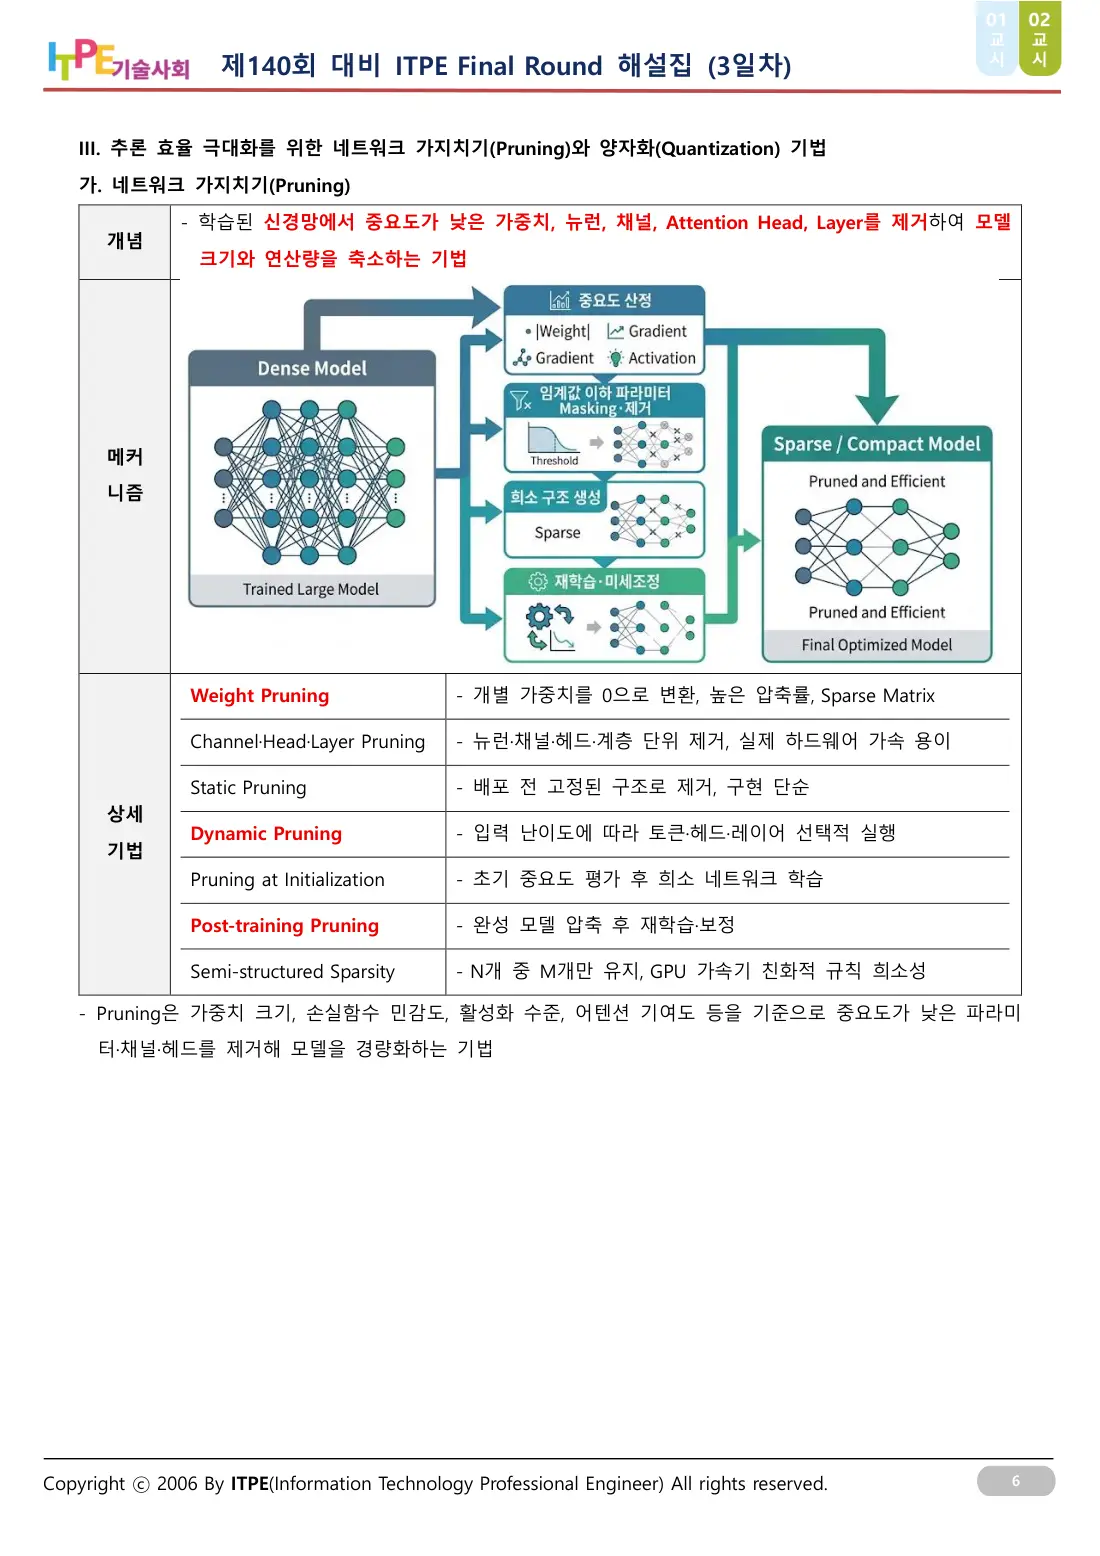 01
교
시
02
교
시
ITPE기술사회 제140회 대비 ITPE Final Round 해설집 (3일차)
III. 추론 효율 극대화를 위한 네트워크 가지치기(Pruning)와 양자화(Quantization) 기법
가. 네트워크 가지치기(Pruning)
개념
- 학습된 신경망에서 중요도가 낮은 가중치, 뉴런, 채널, Attention Head, Layer를 제거하여 모델
크기와 연산량을 축소하는 기법
메커
니즘
Dense Model
Trained Large Model
중요도 산정
• |Weight| Gradient
Gradient Activation
임계값 이하 파라미터
Masking·제거
Threshold
희소 구조 생성
Sparse
재학습·미세조정
Sparse / Compact Model
Pruned and Efficient
Pruned and Efficient
Final Optimized Model
상세
기법
Weight Pruning - 개별 가중치를 0으로 변환, 높은 압축률, Sparse Matrix
Channel·Head·Layer Pruning - 뉴런·채널·헤드·계층 단위 제거, 실제 하드웨어 가속 용이
Static Pruning - 배포 전 고정된 구조로 제거, 구현 단순
Dynamic Pruning - 입력 난이도에 따라 토큰·헤드·레이어 선택적 실행
Pruning at Initialization - 초기 중요도 평가 후 희소 네트워크 학습
Post-training Pruning - 완성 모델 압축 후 재학습·보정
Semi-structured Sparsity - N개 중 M개만 유지, GPU 가속기 친화적 규칙 희소성
- Pruning은 가중치 크기, 손실함수 민감도, 활성화 수준, 어텐션 기여도 등을 기준으로 중요도가 낮은 파라미
터·채널·헤드를 제거해 모델을 경량화하는 기법
Copyright ⓒ 2006 By ITPE(Information Technology Professional Engineer) All rights reserved.
6